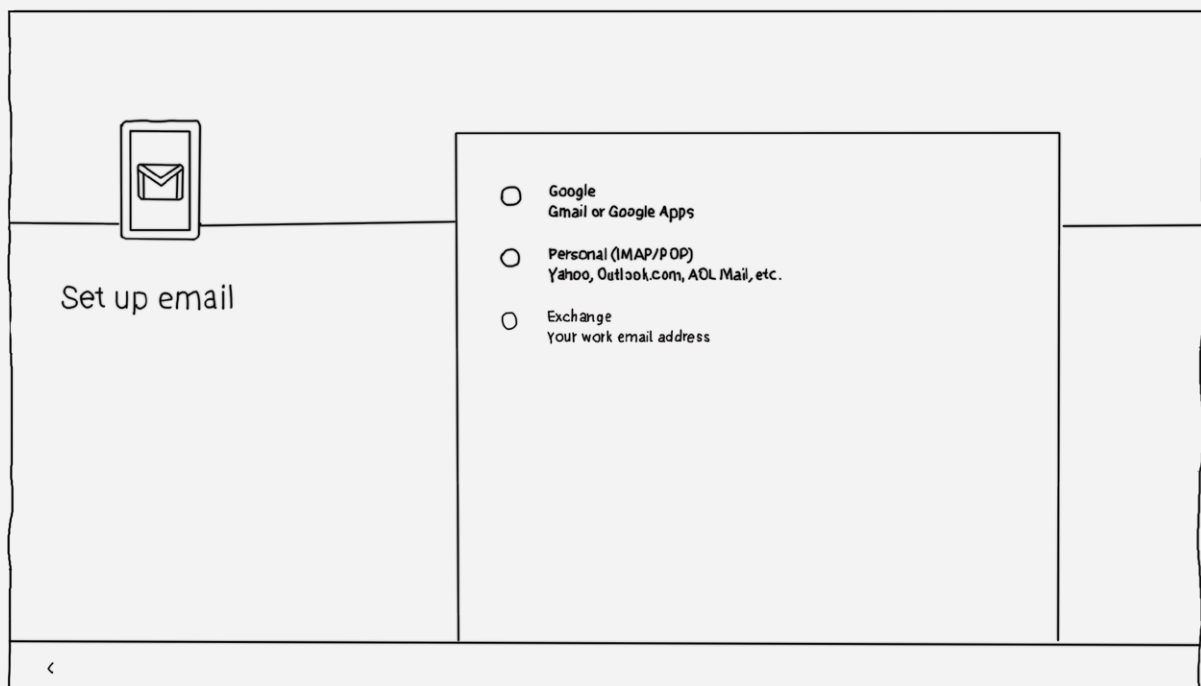 Set up email
Google
Gmail or Google Apps
Personal (IMAP/POP)
Yahoo, Outlook.com, AOL Mail, etc.
Exchange
Your work email address